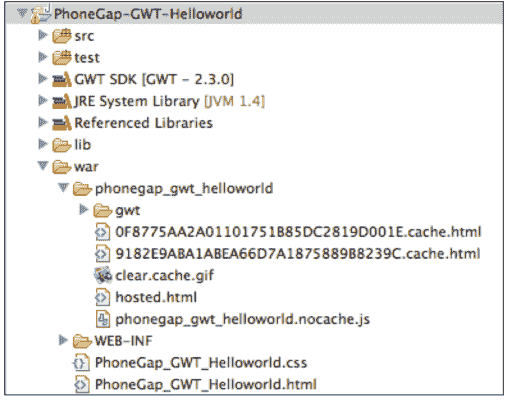 PhoneGap-GWT-Helloworld
src
test
GWT SDK [GWT - 2.3.0]
JRE System Library [JVM 1.4]
Referenced Libraries
lib
war
phonegap_gwt_helloworld
gwt
0F8775AA2A01101751B85DC2819D001E.cache.html
9182E9ABA1ABEA66D7A1875889B8239C.cache.html
clear.cache.gif
hosted.html
phonegap_gwt_helloworld.nocache.js
WEB-INF
PhoneGap_GWT_Helloworld.css
PhoneGap_GWT_Helloworld.html